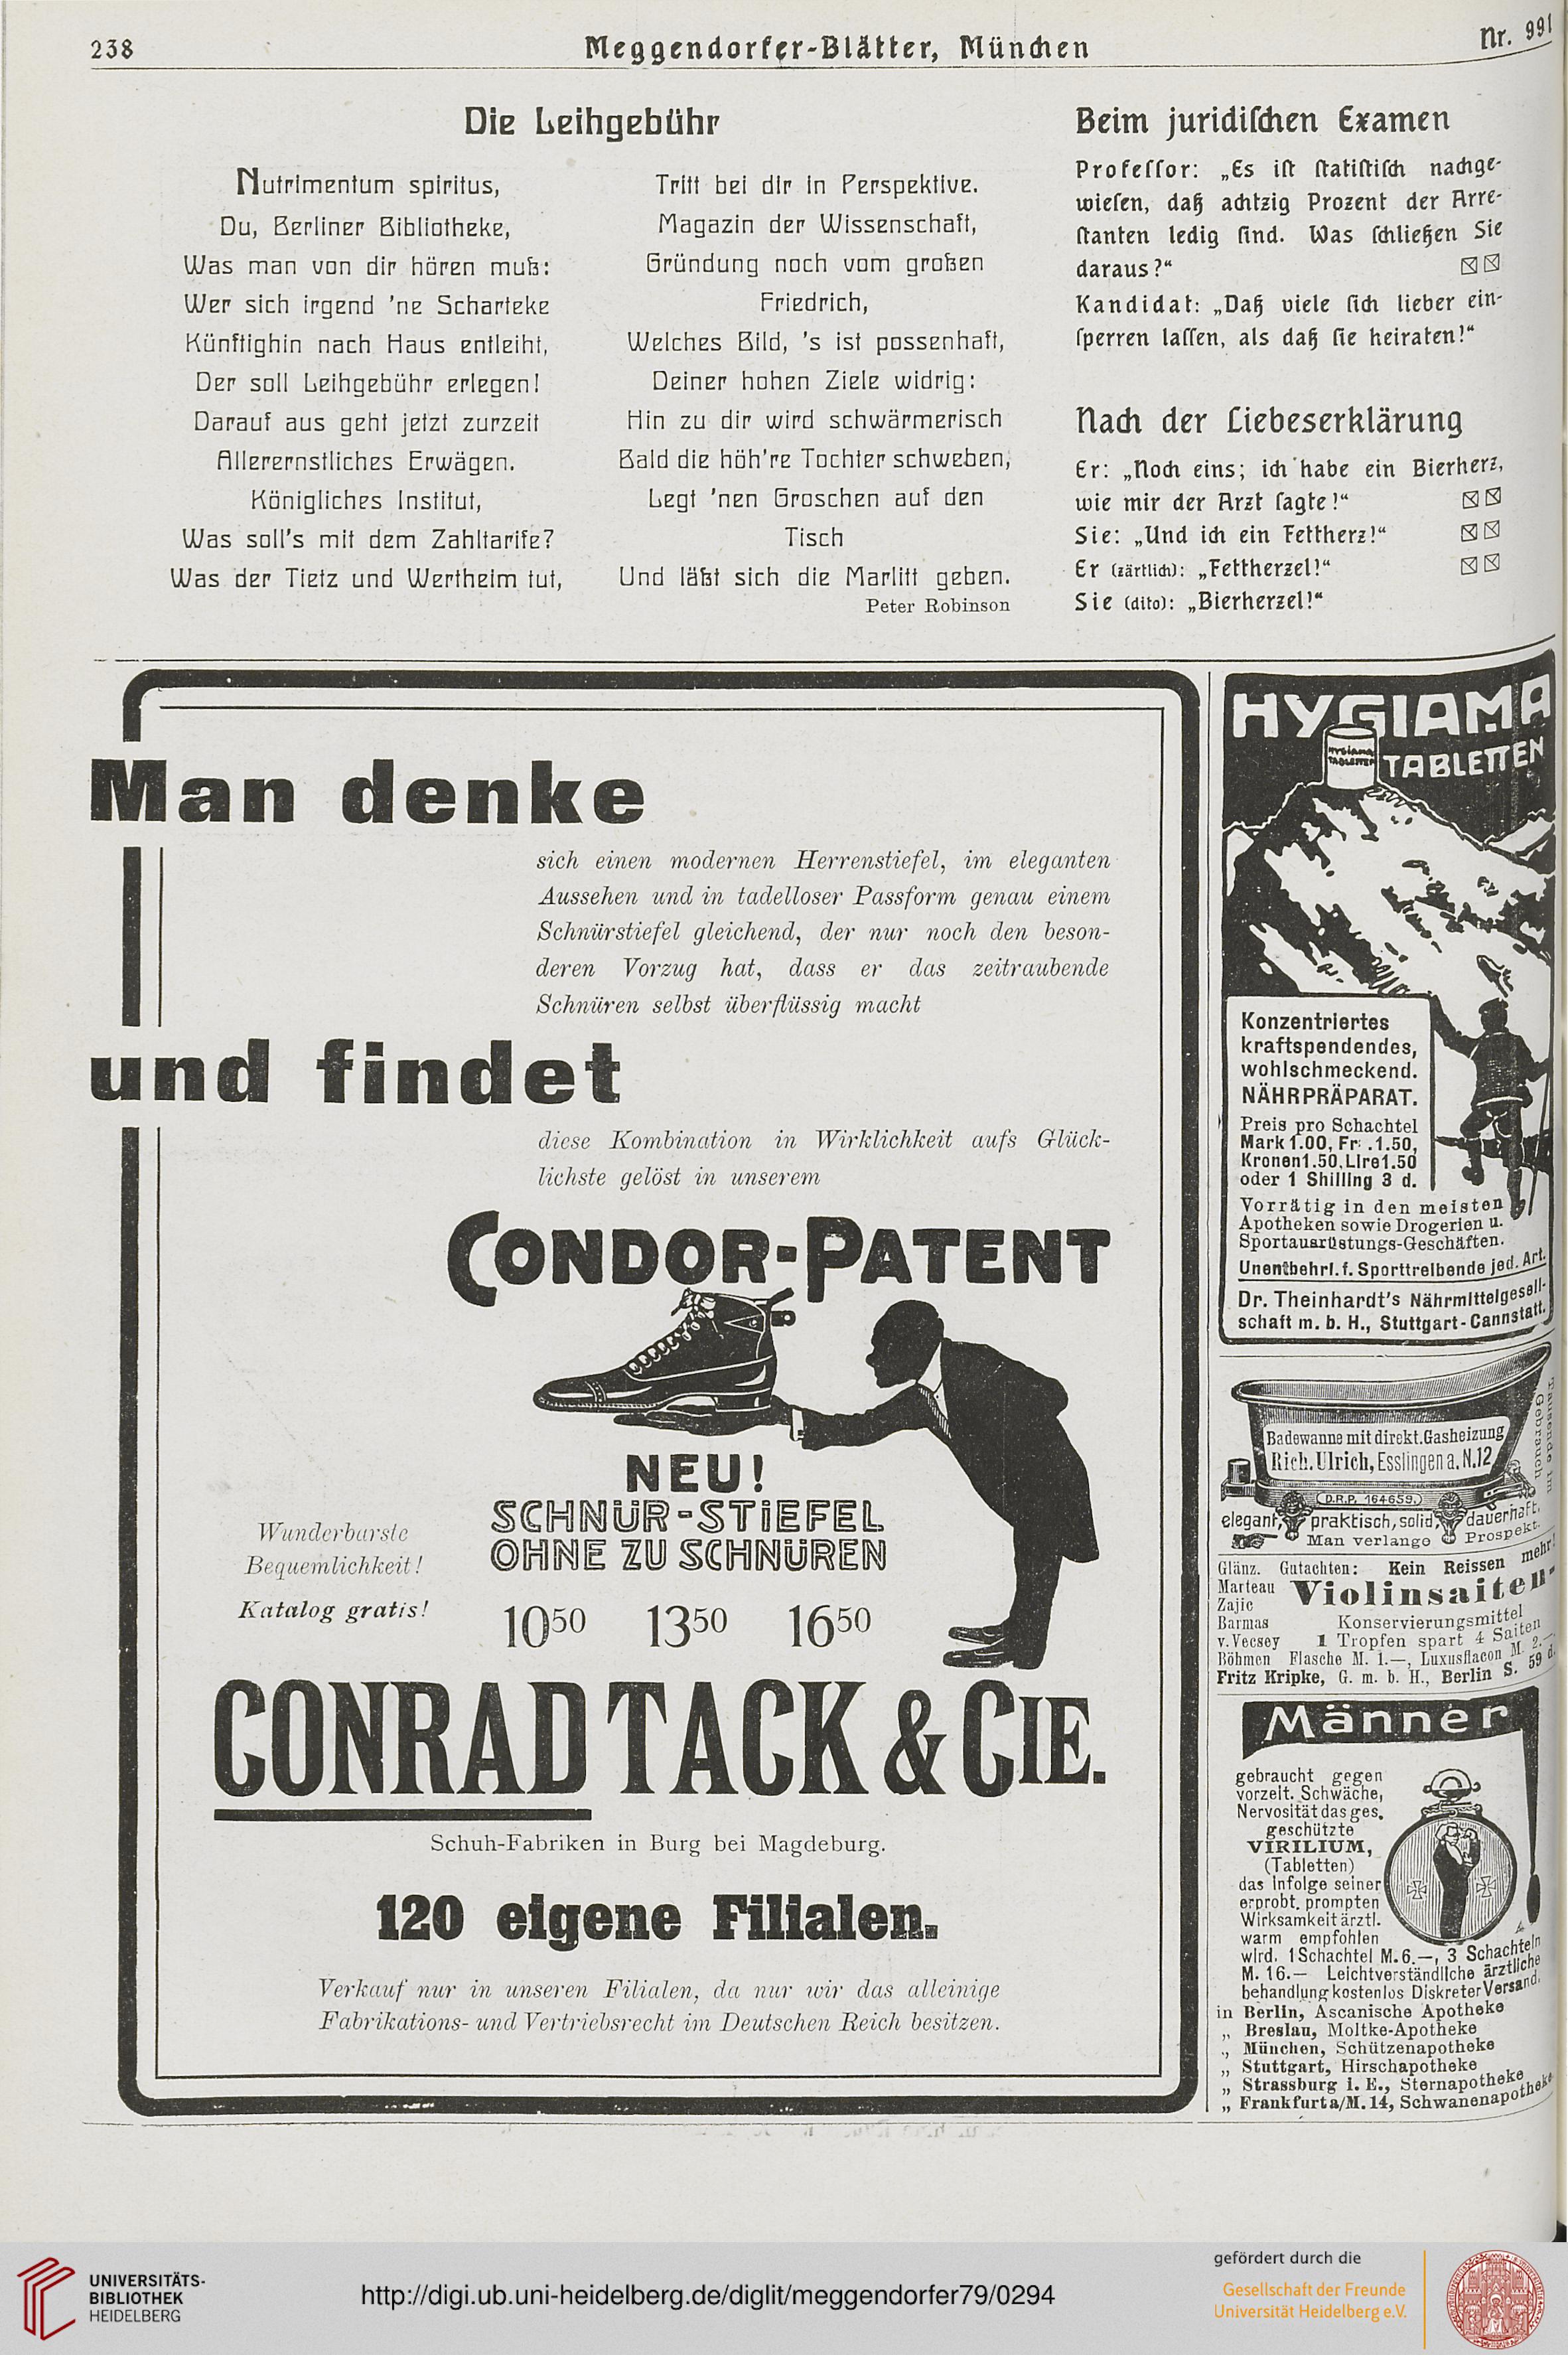 238
Meggendorfer-Blätter, München
Nr. 991
Die Leihgebühr
Nutrimentum spiritus,
Du, Berliner Bibliotheke,
Was man von dir hören muß:
Wer sich irgend 'ne Scharteke
Künftighin nach Haus entleiht,
Der soll Leihgebühr erlegen!
Darauf aus geht jetzt zurzeit
Allerernstliches Erwägen.
Königliches Institut,
Was soll's mit dem Zahltarife?
Was der Tietz und Wertheim tut,
Tritt bei dir in Perspektive.
Magazin der Wissenschaft,
Gründung noch vom großen
Friedrich,
Welches Bild, 's ist possenhaft,
Deiner hohen Ziele widrig:
Hin zu dir wird schwärmerisch
Bald die höh're Tochter schweben,
Legt 'nen Groschen auf den
Tisch
Und läßt sich die Marlitt geben.
Peter Robinson
Beim juridiſchen Examen
Profeſſor: „Es iſt ſtatiſtiſch nachge-
wieſen, daß achtzig Prozent der Arre-
ſtanten ledig ſind. Was ſchließen Sie
daraus?“
Kandidat: „Daß viele ſich lieber ein-
ſperren laſſen, als daß ſie heiraten!“
Nach der Liebeserklärung
Er: „Noch eins; ich habe ein Bierherz,
wie mir der Arzt ſagte!“
Sie: „Und ich ein Fettherz!“
Er (zärtlich): „Fettherzel!“
Sie (dito): „Bierherzel!“
Man denke
sich einen modernen Herrenstiefel, im eleganten
Aussehen und in tadelloser Passform genau einem
Schnürstiefel gleichend, der nur noch den beson-
deren Vorzug hat, dass er das zeitraubende
Schnüren selbst überflüssig macht
und findet
diese Kombination in Wirklichkeit aufs Glück-
lichste gelöst in unserem
CONDOR-PATENT
NEU!
SCHNÜR-STIEFEL
OHNE ZU SCHNÜREN
Wunderbarste
Bequemlichkeit!
Katalog gratis!
10 50 13 50 16 50
CONRAD TACK & CIE.
Schuh-Fabriken in Burg bei Magdeburg.
120 eigene Filialen.
Verkauf nur in unseren Filialen, da nur wir das alleinige
Fabrikations- und Vertriebsrecht im Deutschen Reich besitzen.
HYGIAMA
TABLETTEN
HYGIAMA
TABLETTEN
Konzentriertes
kraftspendendes,
wohlschmeckend.
NÄHRPRÄPARAT.
Preis pro Schachtel
Mark 1.00, Fr. 1.50,
Kronen 1.50, Lire 1.50
oder 1 Shilling 3 d.
Vorrätig in den meisten
Apotheken sowie Drogerien u.
Sportausrüstungs-Geschäften.
Unentbehrl. f. Sporttreibende jed. Art.
Dr. Theinhardt's Nährmittelgesell-
schaft m. b. H., Stuttgart-Cannstatt.
Badewanne mit direkt. Gasheizung
Rich. Ulrich, Esslingen a. N.12
Tausende im
Gebrauch
D.R.P. 164659.
elegant, praktisch, solid, dauerhaft.
Man verlange Prospekt.
Glänz. Gutachten: Kein Reissen mehr!
Marteau
Zajic
Barmas
v. Vecsey
Böhmen
Violinsaiten-
Konservierungsmittel
1 Tropfen spart 4 Saiten
Flasche M. 1.—, Luxusflacon M. 2.—,
Fritz Kripke, G. m. b. H., Berlin S. 59 d.
Männer!
gebraucht gegen
vorzeit. Schwäche,
Nervosität das ges.
geschützte
VIRILIUM,
(Tabletten)
das infolge seiner
erprobt. prompten
Wirksamkeit ärztl.
warm empfohlen
wird. 1 Schachtel M. 6.—, 3 Schachteln
M. 16.— Leichtverständliche ärztliche
behandlung kostenlos Diskreter Versand.
in Berlin, Ascanische Apotheke
„ Breslau, Moltke-Apotheke
„ München, Schützenapotheke
„ Stuttgart, Hirschapotheke
„ Strassburg i. E., Sternapotheke
„ Frankfurt a/M. 14, Schwanenapotheke
UNIVERSITÄTS-
BIBLIOTHEK
HEIDELBERG
http://digi.ub.uni-heidelberg.de/diglit/meggendorfer79/0294
gefördert durch die
Gesellschaft der Freunde
Universität Heidelberg e.V.